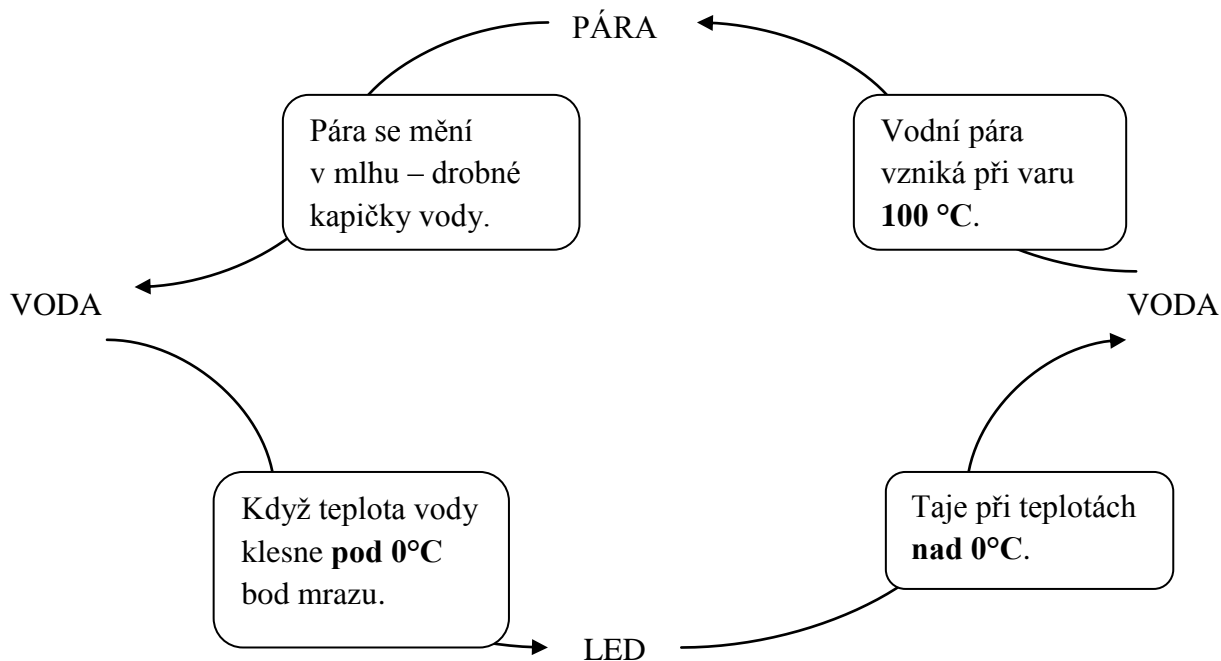 PÁRA
Pára se mění
v mlhu – drobné
kapičky vody.
Vodní pára
vzniká při varu
100 °C.
VODA
VODA
Když teplota vody
klesne pod 0°C
bod mrazu.
Taje při teplotách
nad 0°C.
LED